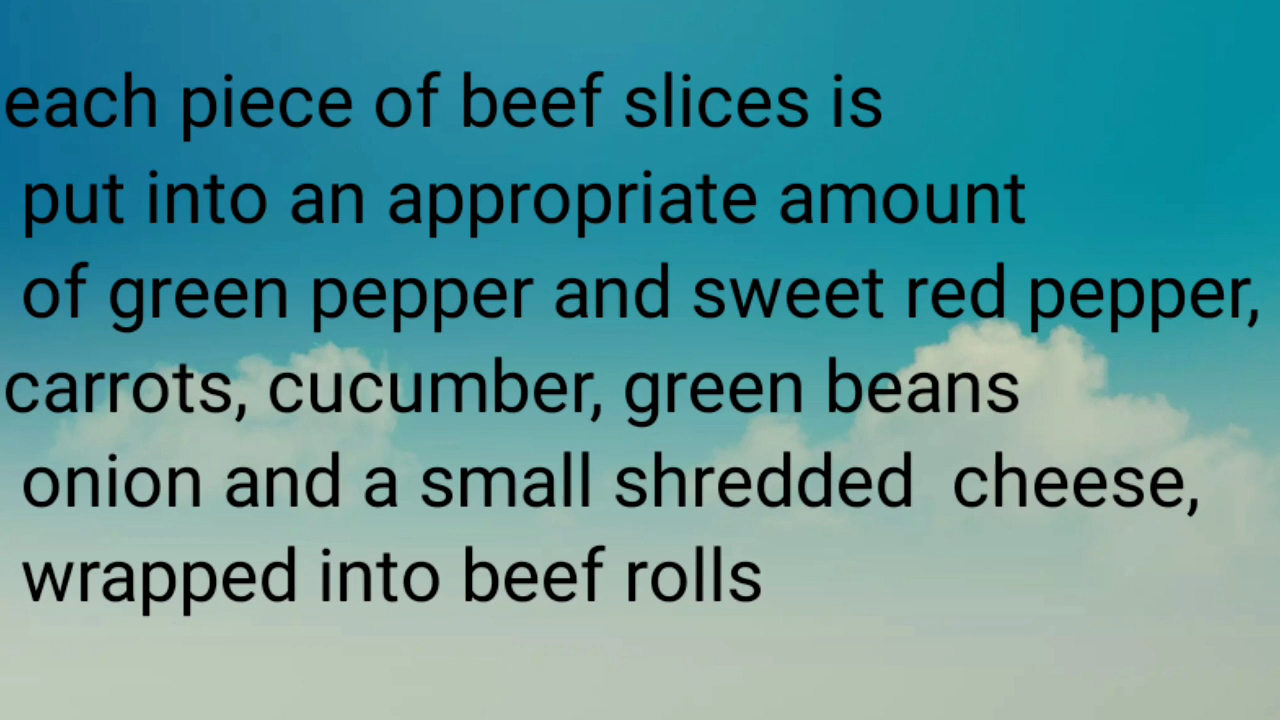 each piece of beef slices is
put into an appropriate amount
of green pepper and sweet red pepper,
carrots, cucumber, green beans
onion and a small shredded  cheese,
wrapped into beef rolls